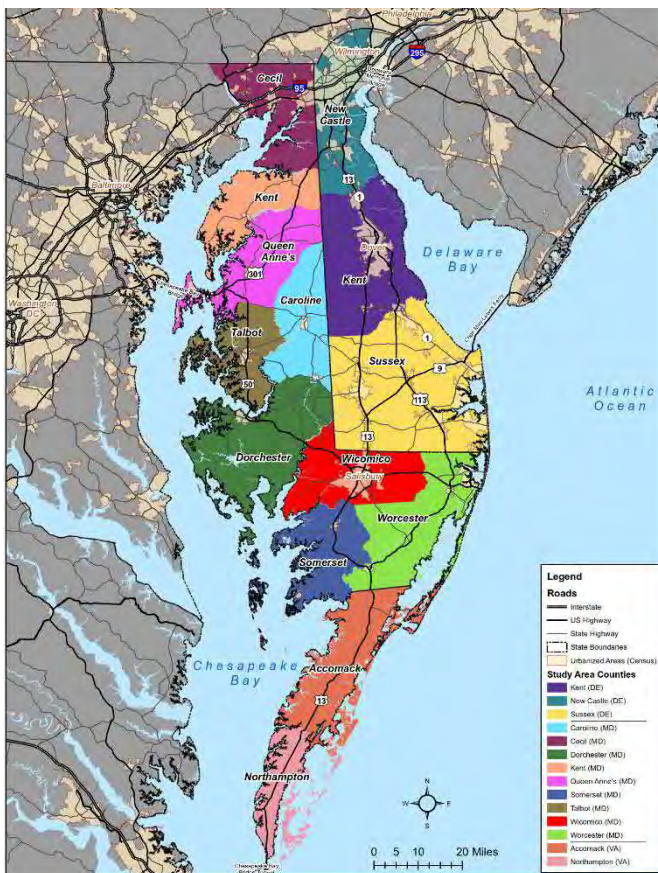 Philadelphia
Wilmington
295
Cecil
95
New
Castle
Baltimore
13
Kent
1
Queen
Anne's
Dover
Delaware
Bay
301
Kent
Washington
DC
Caroline
Talbot
1
Sussex
50
9
Atlantic
Ocean
113
13
Dorchester
Wicomico
Salisbury
Worcester
Somerset
Chesapeake
Bay
Accomack
13
Northampton
Chesapeake Bay
N
W
E
S
0 5 10 20 Miles
Legend
Roads
Interstate
US Highway
State Highway
State Boundaries
Urbanized Areas (Census)
Study Area Counties
Kent (DE)
New Castle (DE)
Sussex (DE)
Caroline (MD)
Cecil (MD)
Dorchester (MD)
Kent (MD)
Queen Anne's (MD)
Somerset (MD)
Talbot (MD)
Wicomico (MD)
Worcester (MD)
Accomack (VA)
Northampton (VA)